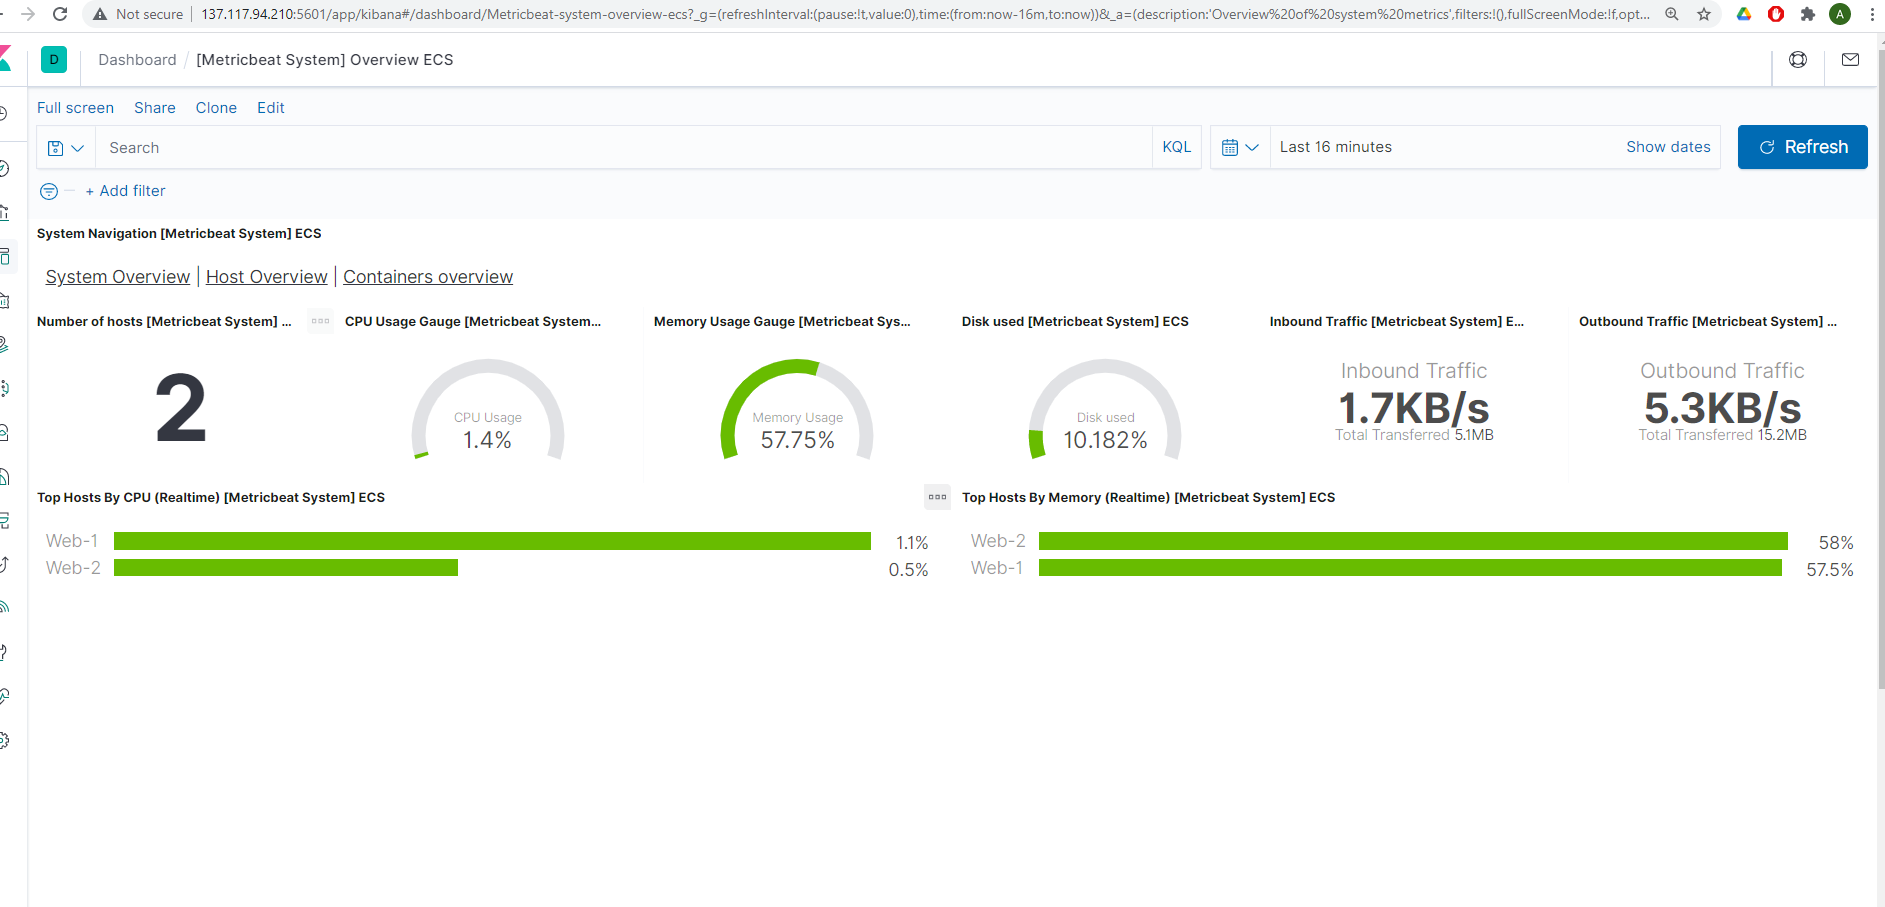 Not secure | 137.117.94.210:5601/app/kibana#/dashboard/Metricbeat-system-overview-ecs?_g=(refreshInterval:(pause:!t,value:0),time:(from:now-16m,to:now))&_a=(description:'Overview%20of%20system%20metrics',filters:!(),fullScreenMode:!f,opt... A
D Dashboard / [Metricbeat System] Overview ECS
Full screen Share Clone Edit
Search KQL Last 16 minutes Show dates Refresh
+ Add filter
System Navigation [Metricbeat System] ECS
System Overview | Host Overview | Containers overview
Number of hosts [Metricbeat System] ...
2
CPU Usage Gauge [Metricbeat System...
CPU Usage
1.4%
Memory Usage Gauge [Metricbeat Sys...
Memory Usage
57.75%
Disk used [Metricbeat System] ECS
Disk used
10.182%
Inbound Traffic [Metricbeat System] E...
Inbound Traffic
1.7KB/s
Total Transferred 5.1MB
Outbound Traffic [Metricbeat System] ...
Outbound Traffic
5.3KB/s
Total Transferred 15.2MB
Top Hosts By CPU (Realtime) [Metricbeat System] ECS
Web-1 1.1%
Web-2 0.5%
Top Hosts By Memory (Realtime) [Metricbeat System] ECS
Web-2 58%
Web-1 57.5%